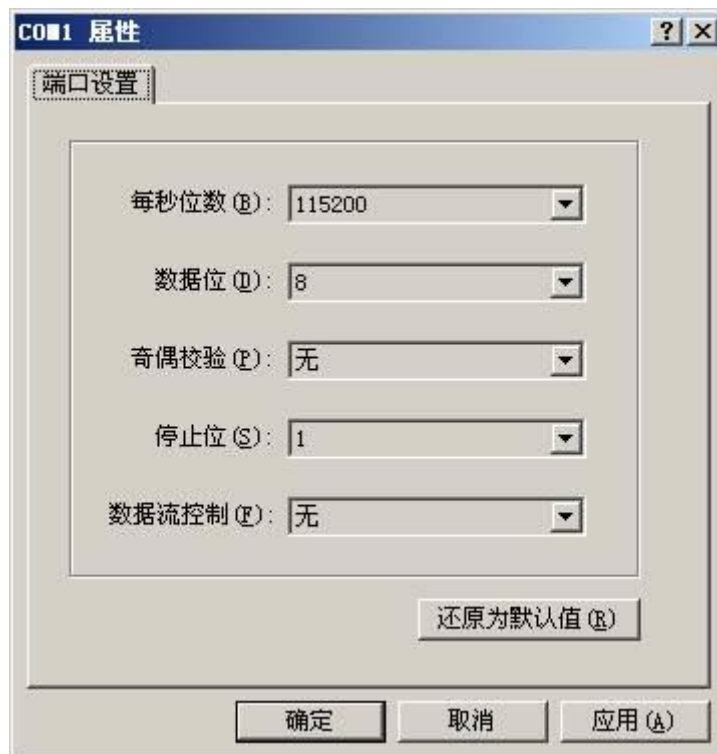 COM1 属性
端口设置
每秒位数(B): 115200
数据位(D): 8
奇偶校验(P): 无
停止位(S): 1
数据流控制(F): 无
还原为默认值(R)
确定 取消 应用(A)